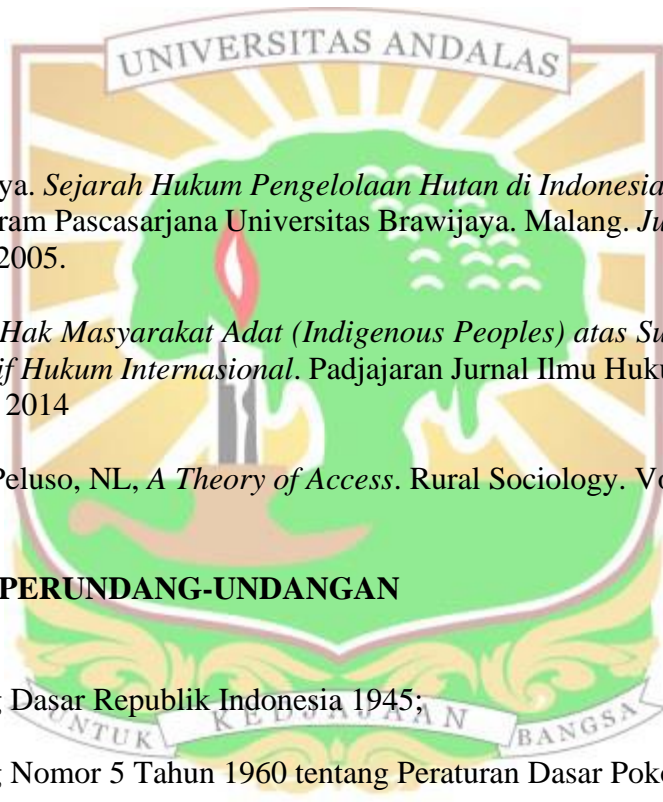 UNIVERSITAS ANDALAS
ya. Sejarah Hukum Pengelolaan Hutan di Indonesia
ram Pascasarjana Universitas Brawijaya. Malang. Ju
2005.
Hak Masyarakat Adat (Indigenous Peoples) atas Su
if Hukum Internasional. Padjajaran Jurnal Ilmu Huku
2014
Peluso, NL, A Theory of Access. Rural Sociology. Vo
PERUNDANG-UNDANGAN
g Dasar Republik Indonesia 1945;
UNTUK KEDJAJAAN BANGSA
g Nomor 5 Tahun 1960 tentang Peraturan Dasar Poko